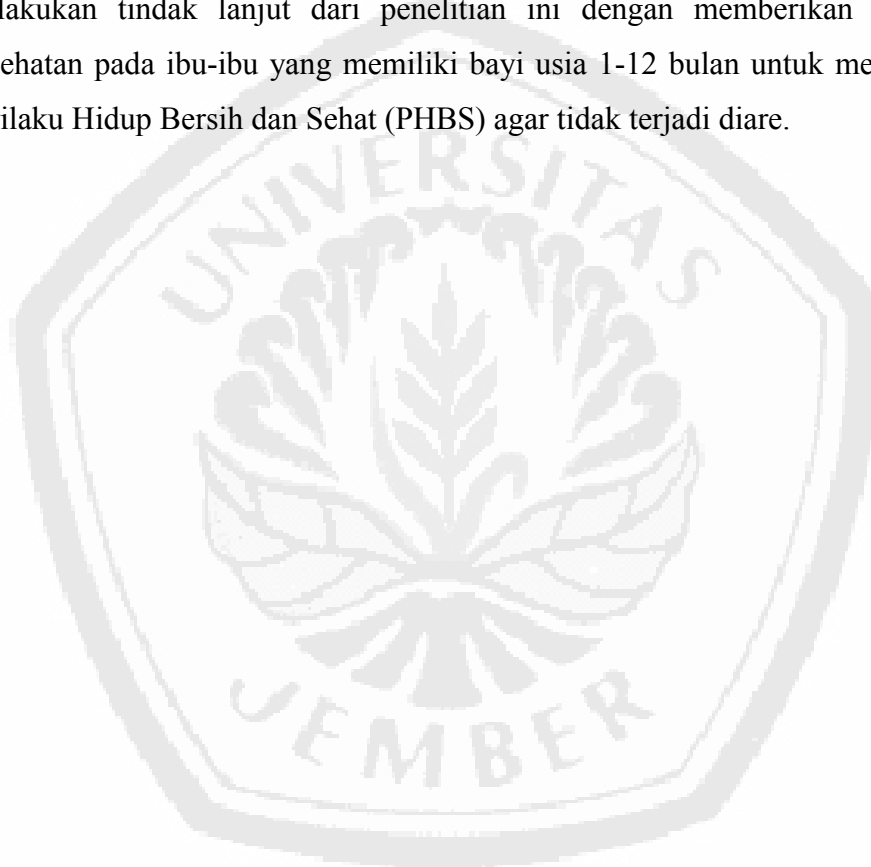 lakukan tindak lanjut dari penelitian ini dengan memberikan
ehatan pada ibu-ibu yang memiliki bayi usia 1-12 bulan untuk me
ilaku Hidup Bersih dan Sehat (PHBS) agar tidak terjadi diare.
UNIVERSITAS
JEMBER